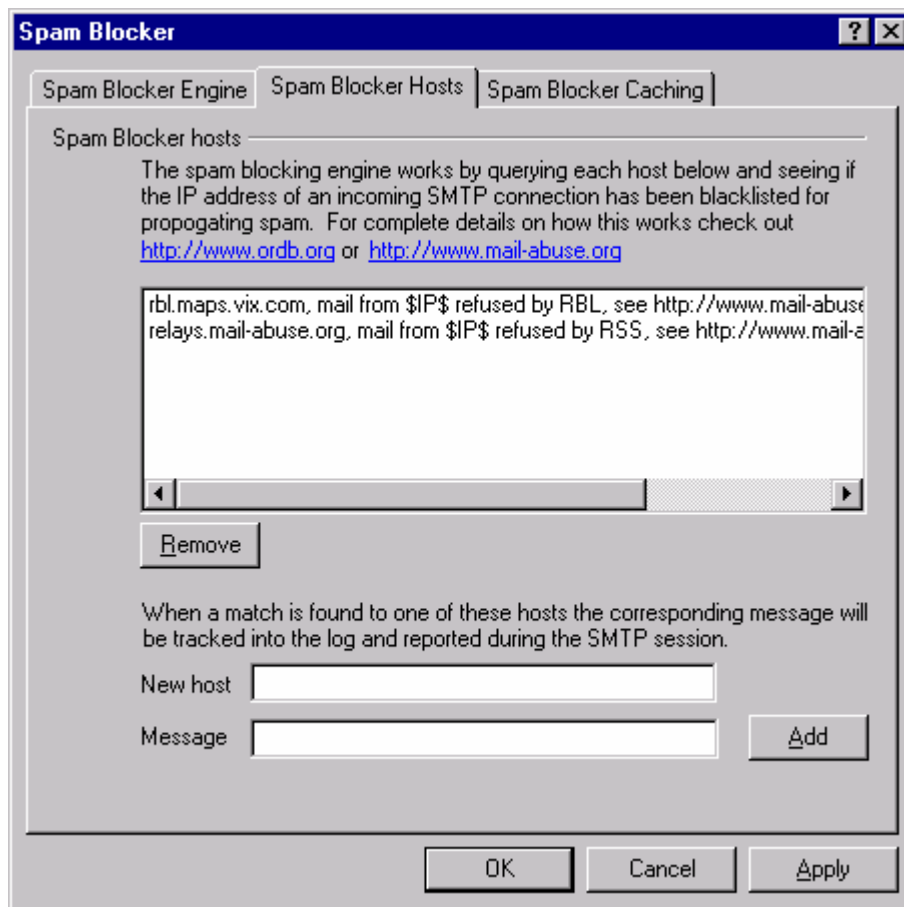 Spam Blocker
Spam Blocker Engine Spam Blocker Hosts Spam Blocker Caching
Spam Blocker hosts
The spam blocking engine works by querying each host below and seeing if
the IP address of an incoming SMTP connection has been blacklisted for
propogating spam. For complete details on how this works check out
http://www.ordb.org or http://www.mail-abuse.org
rbl.maps.vix.com, mail from $IP$ refused by RBL, see http://www.mail-abuse
relays.mail-abuse.org, mail from $IP$ refused by RSS, see http://www.mail-a
Remove
When a match is found to one of these hosts the corresponding message will
be tracked into the log and reported during the SMTP session.
New host
Message Add
OK Cancel Apply